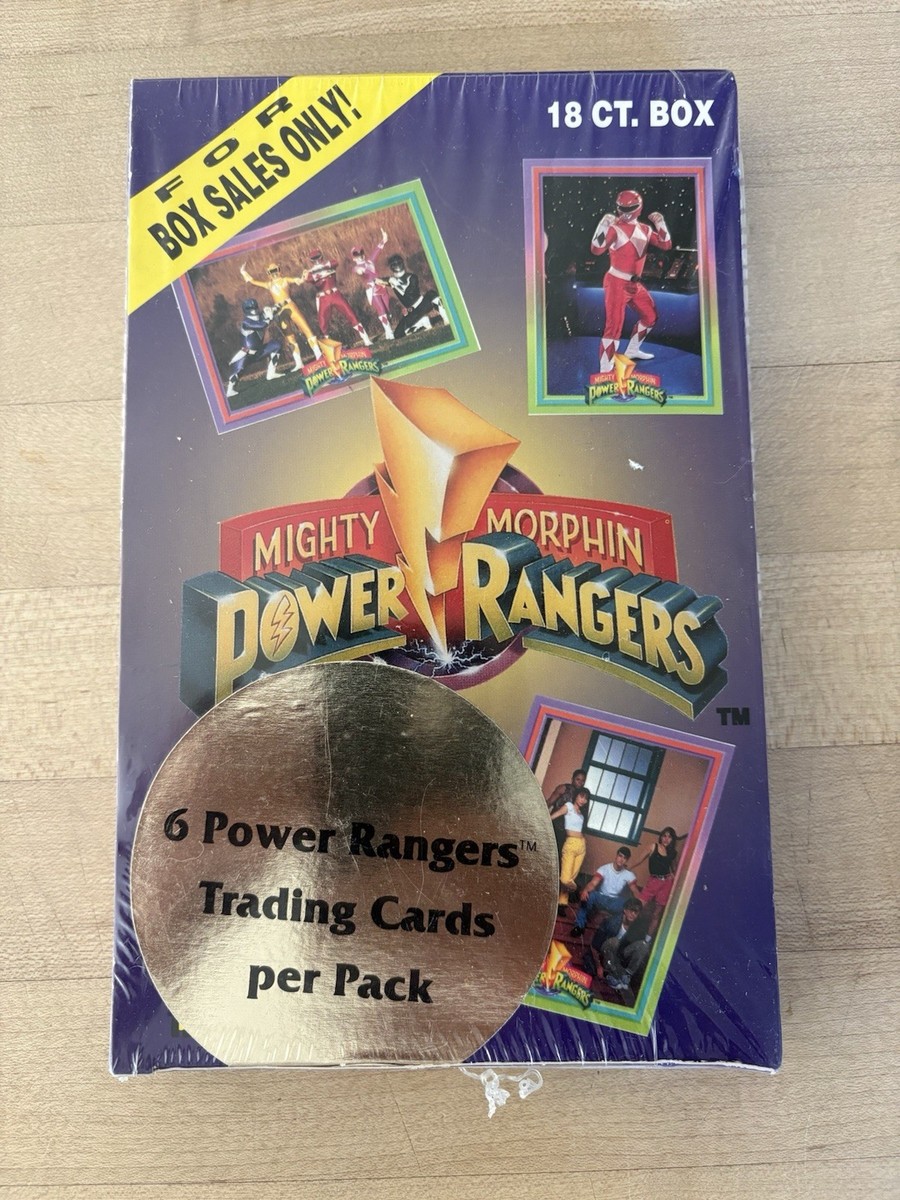 FOR
BOX SALES ONLY!
18 CT. BOX
MIGHTY MORPHIN
POWER RANGERS
MIGHTY MORPHIN
POWER RANGERS
MIGHTY MORPHIN
POWER RANGERS
TM
6 Power Rangers™
Trading Cards
per Pack
MORPHIN
RANGERS